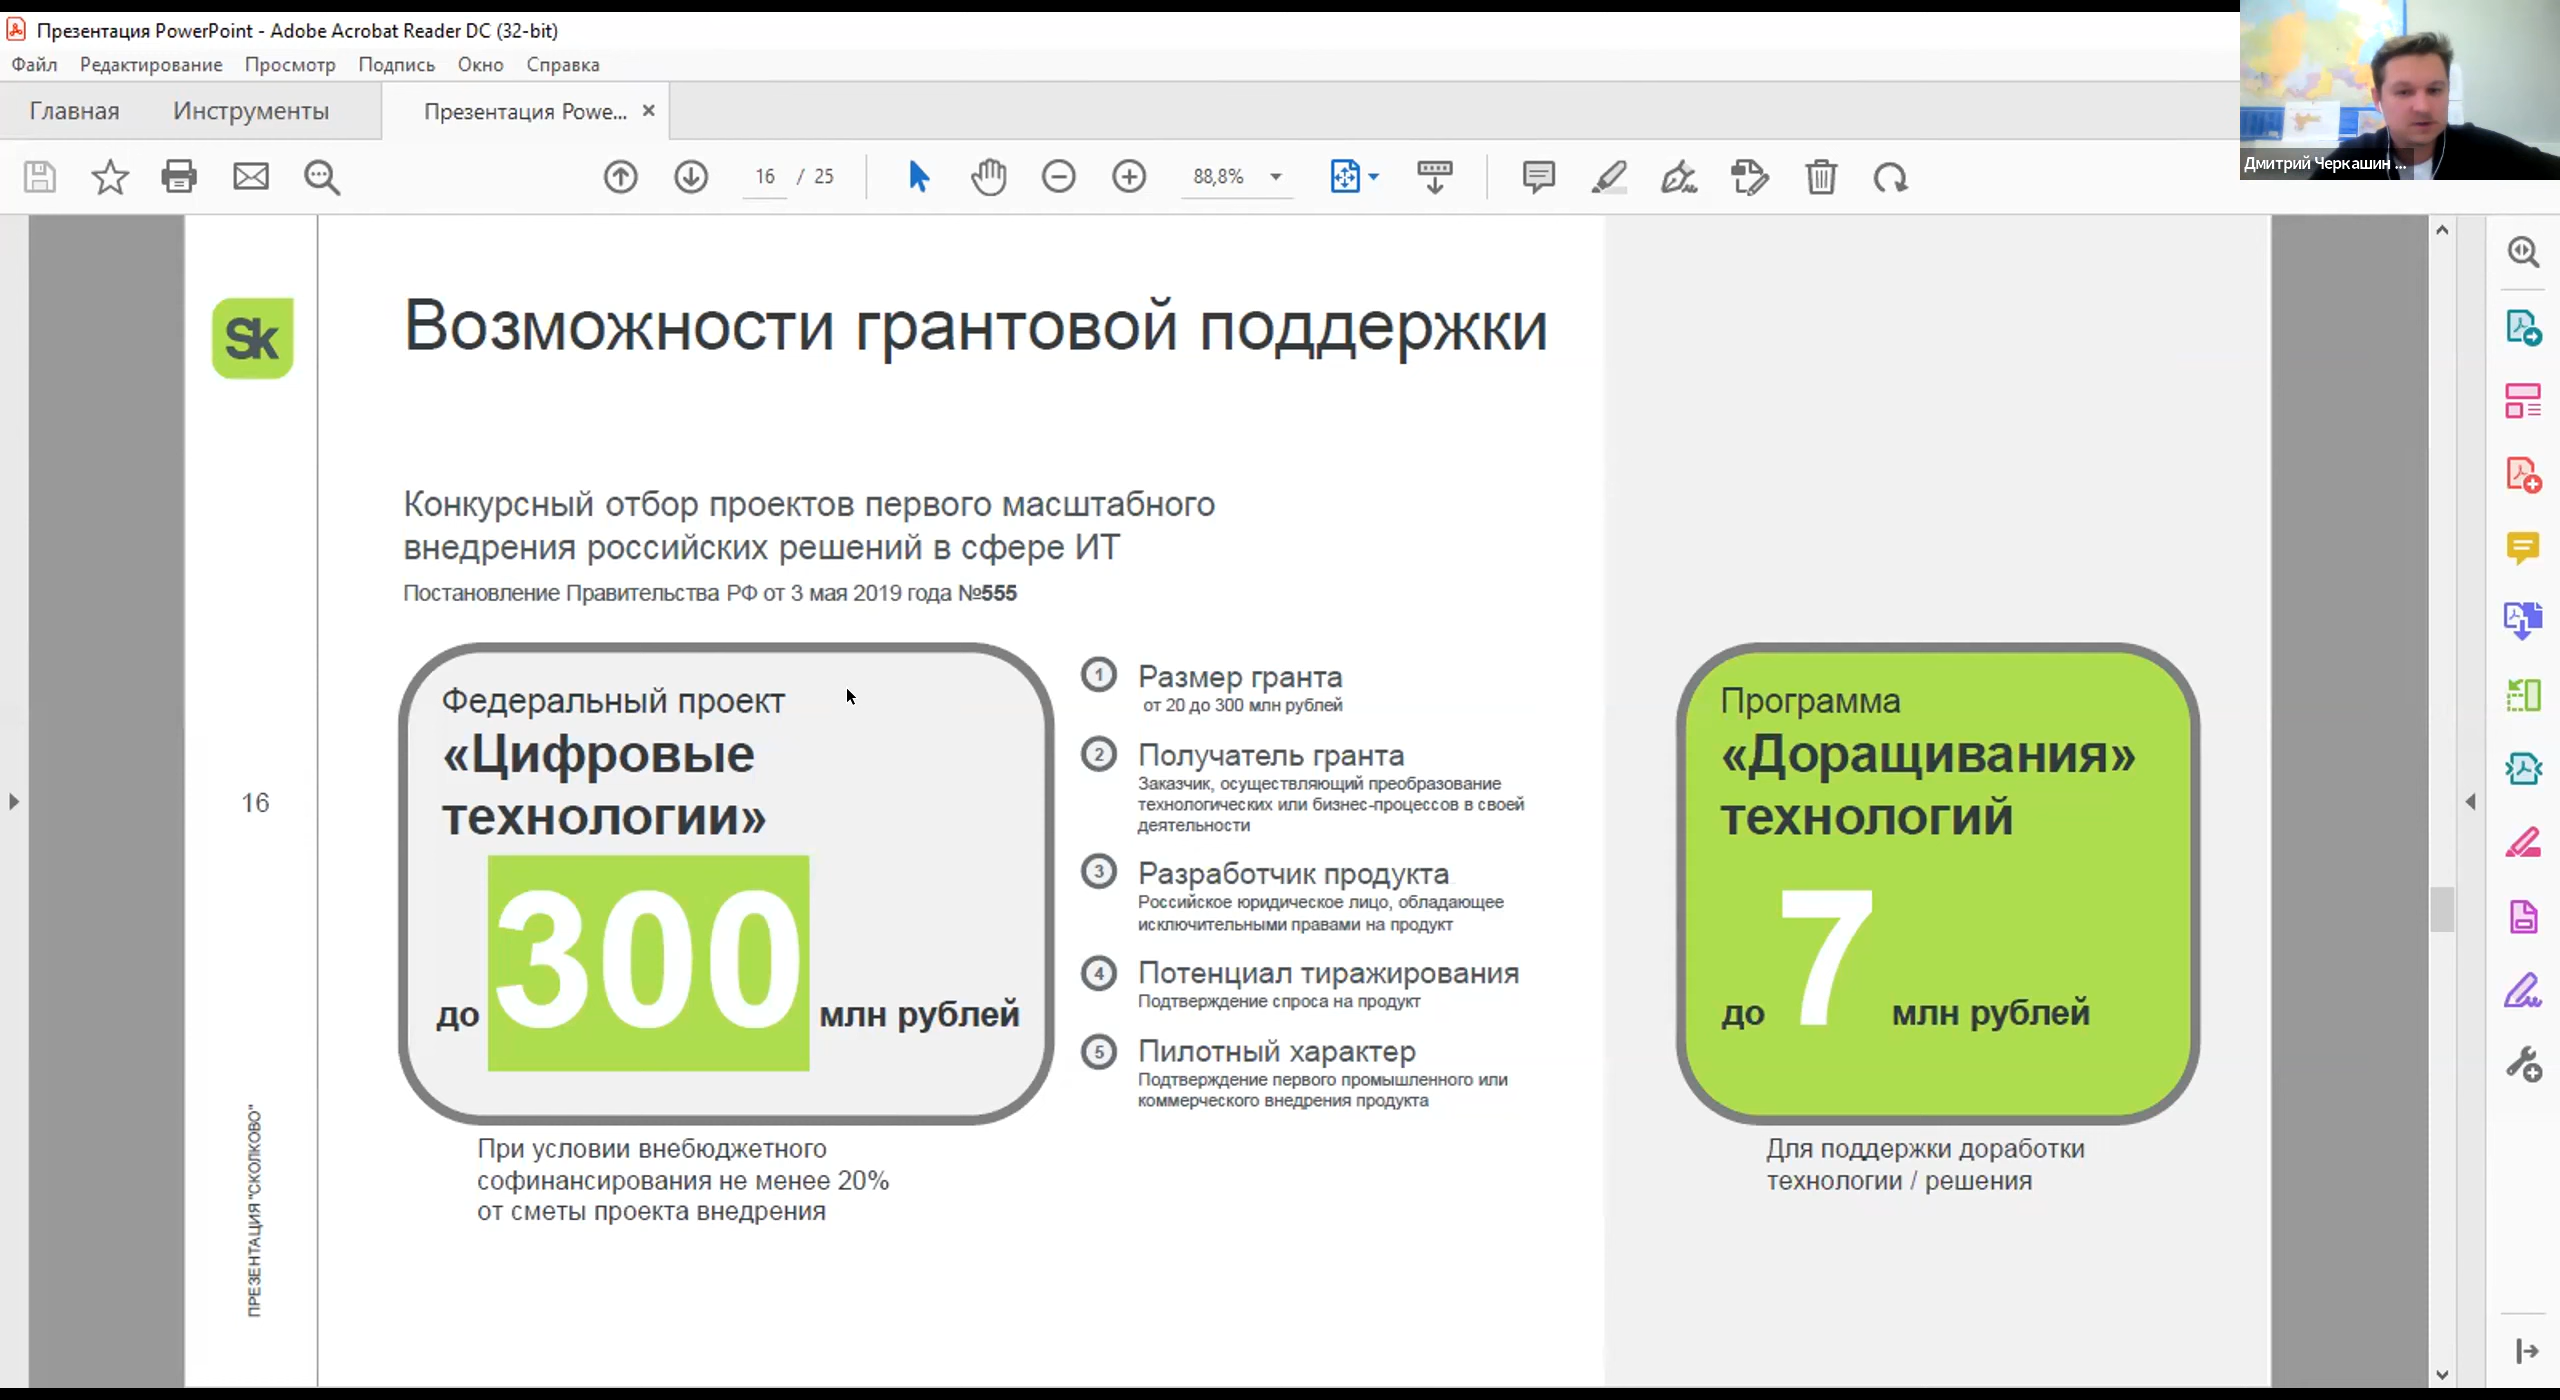 Презентация PowerPoint - Adobe Acrobat Reader DC (32-bit)
Файл Редактирование Просмотр Подпись Окно Справка
Главная Инструменты Презентация Powe...
16 / 25 88,8%
Дмитрий Черкашин ...
Sk
Возможности грантовой поддержки
Конкурсный отбор проектов первого масштабного
внедрения российских решений в сфере ИТ
Постановление Правительства РФ от 3 мая 2019 года №555
Федеральный проект
«Цифровые
технологии»
до 300 млн рублей
При условии внебюджетного
софинансирования не менее 20%
от сметы проекта внедрения
1 Размер гранта
от 20 до 300 млн рублей
2 Получатель гранта
Заказчик, осуществляющий преобразование
технологических или бизнес-процессов в своей
деятельности
3 Разработчик продукта
Российское юридическое лицо, обладающее
исключительными правами на продукт
4 Потенциал тиражирования
Подтверждение спроса на продукт
5 Пилотный характер
Подтверждение первого промышленного или
коммерческого внедрения продукта
Программа
«Доращивания»
технологий
до 7 млн рублей
Для поддержки доработки
технологии / решения
16
ПРЕЗЕНТАЦИЯ "СКОЛКОВО"